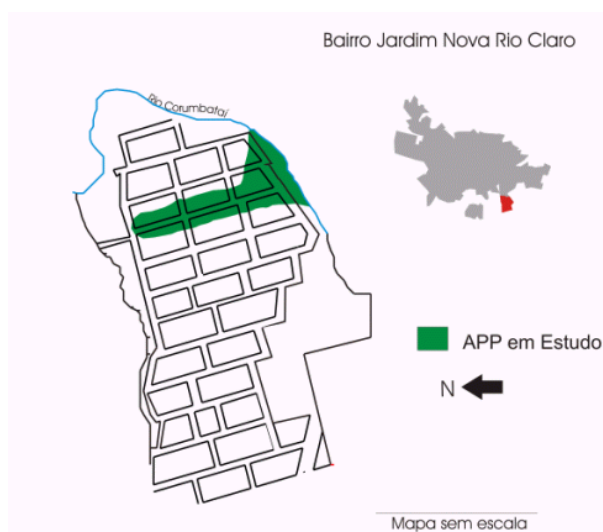 Bairro Jardim Nova Rio Claro
Rio Corumbataí
APP em Estudo
N
Mapa sem escala